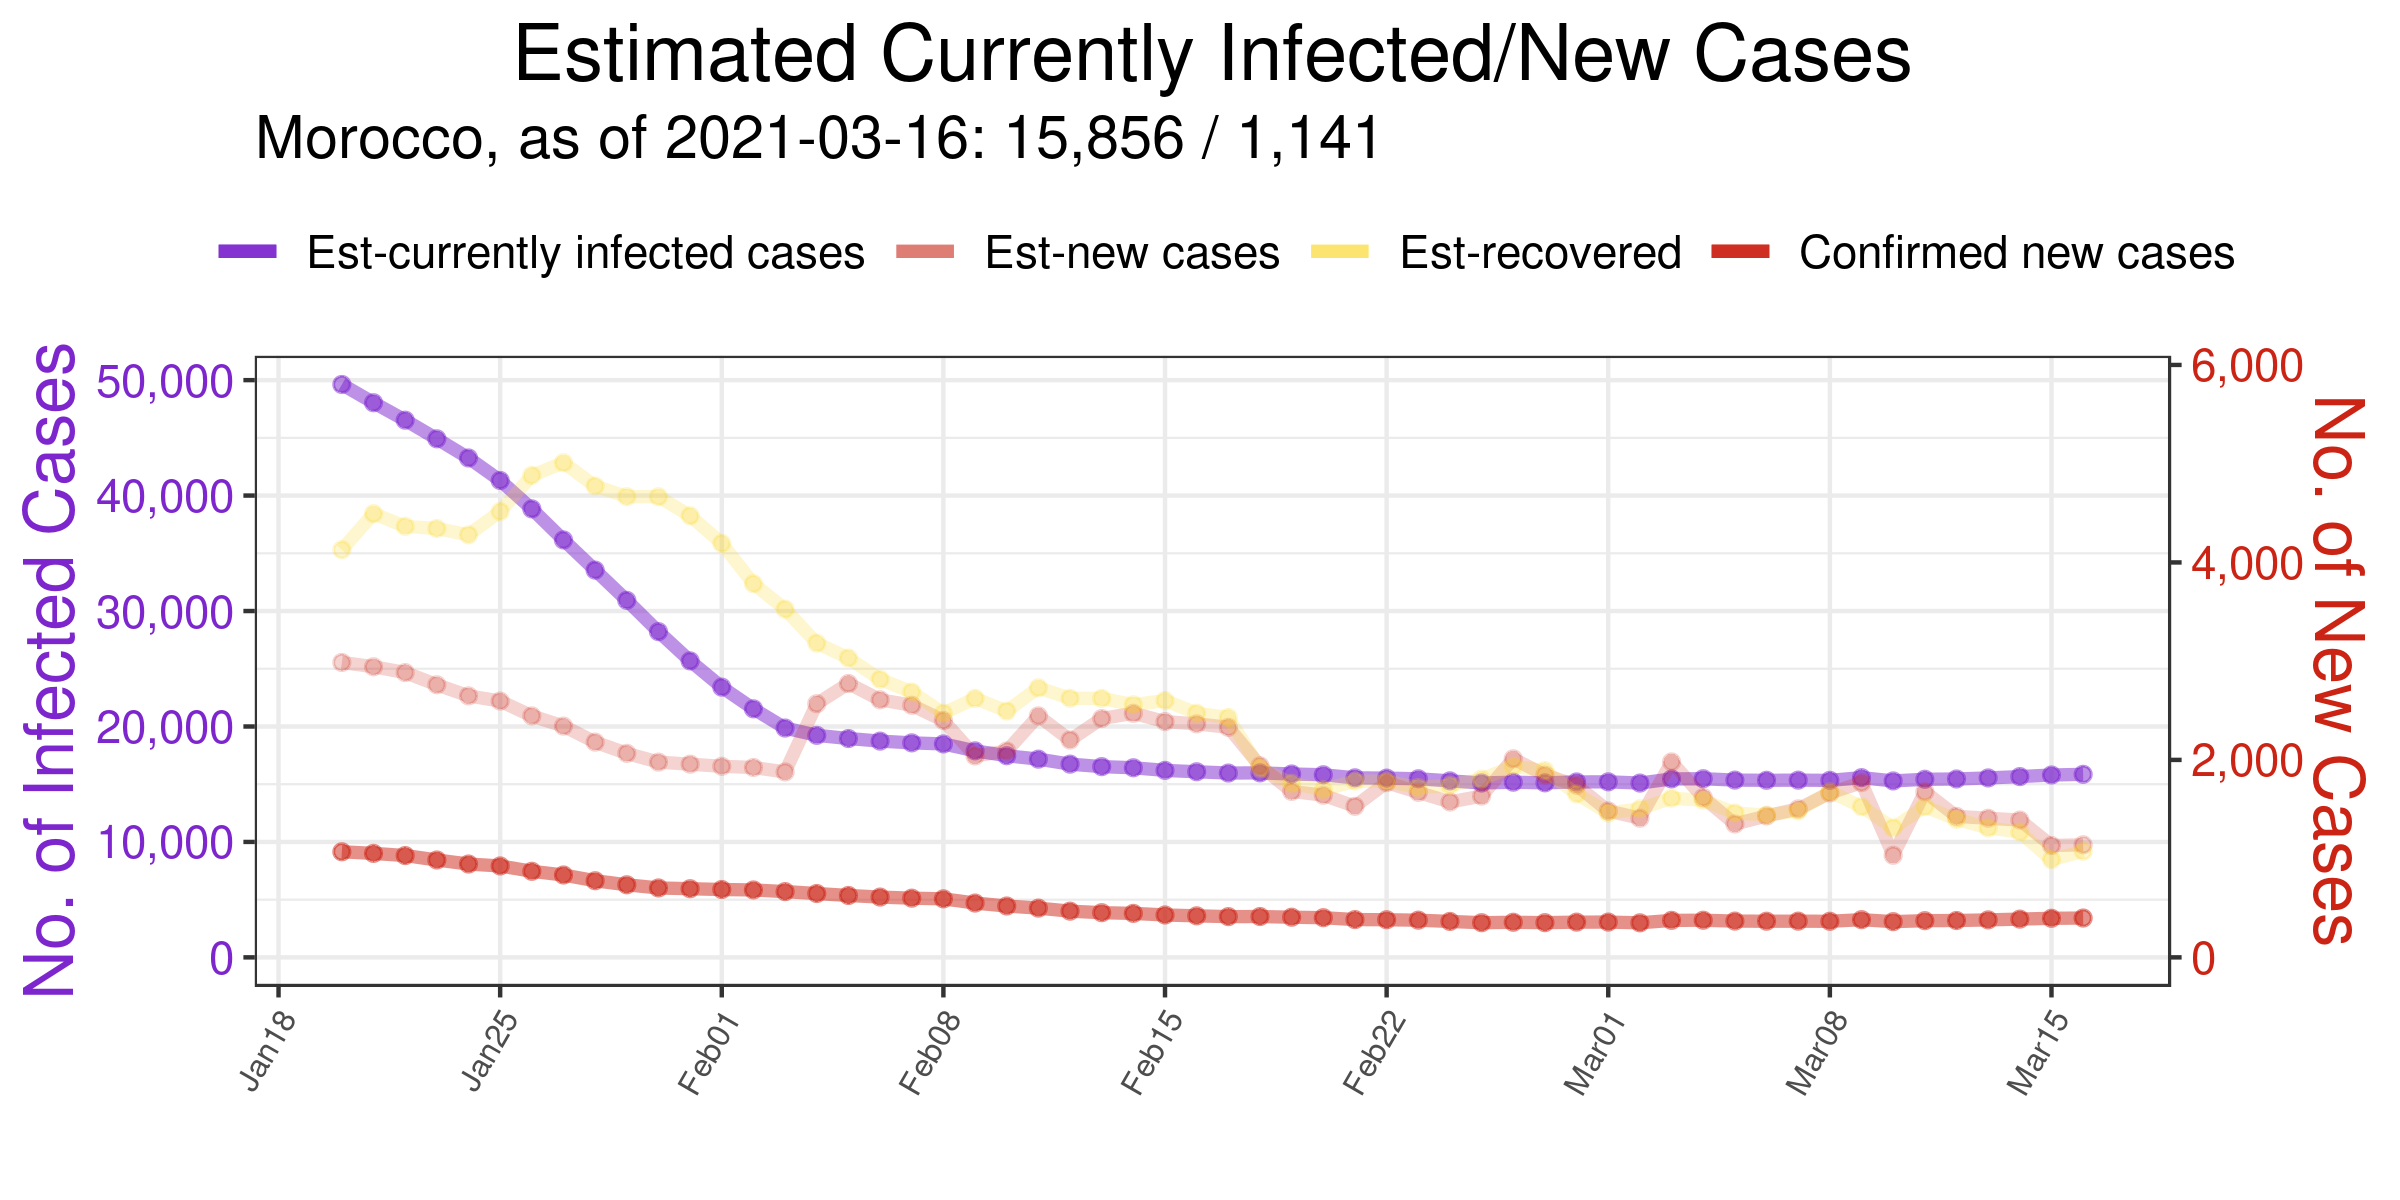 Estimated Currently Infected/New Cases
Morocco, as of 2021-03-16: 15,856 / 1,141
Est-currently infected cases Est-new cases Est-recovered Confirmed new cases
No. of Infected Cases
50,000
40,000
30,000
20,000
10,000
0
6,000
4,000
2,000
0
No. of New Cases
Jan18 Jan25 Feb01 Feb08 Feb15 Feb22 Mar01 Mar08 Mar15